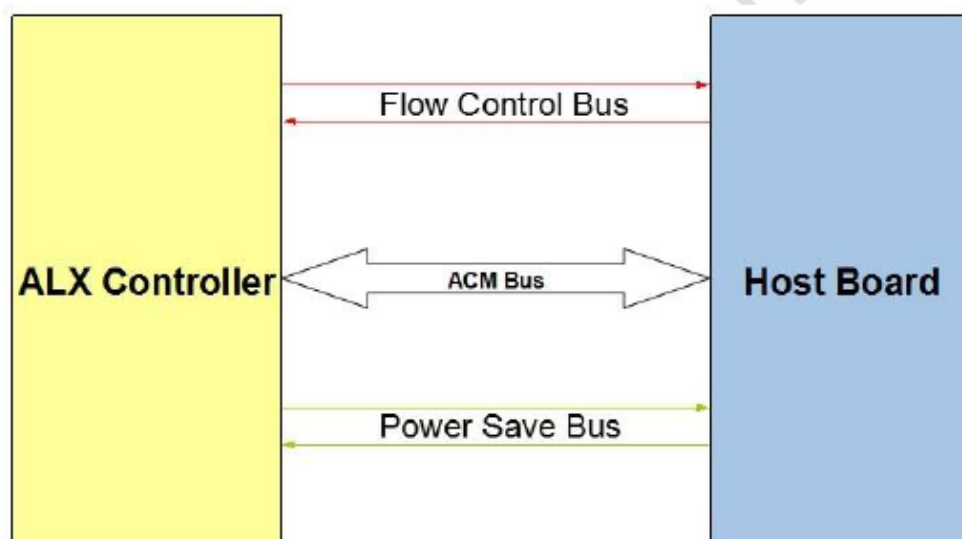 Flow Control Bus
ALX Controller
ACM Bus
Host Board
Power Save Bus